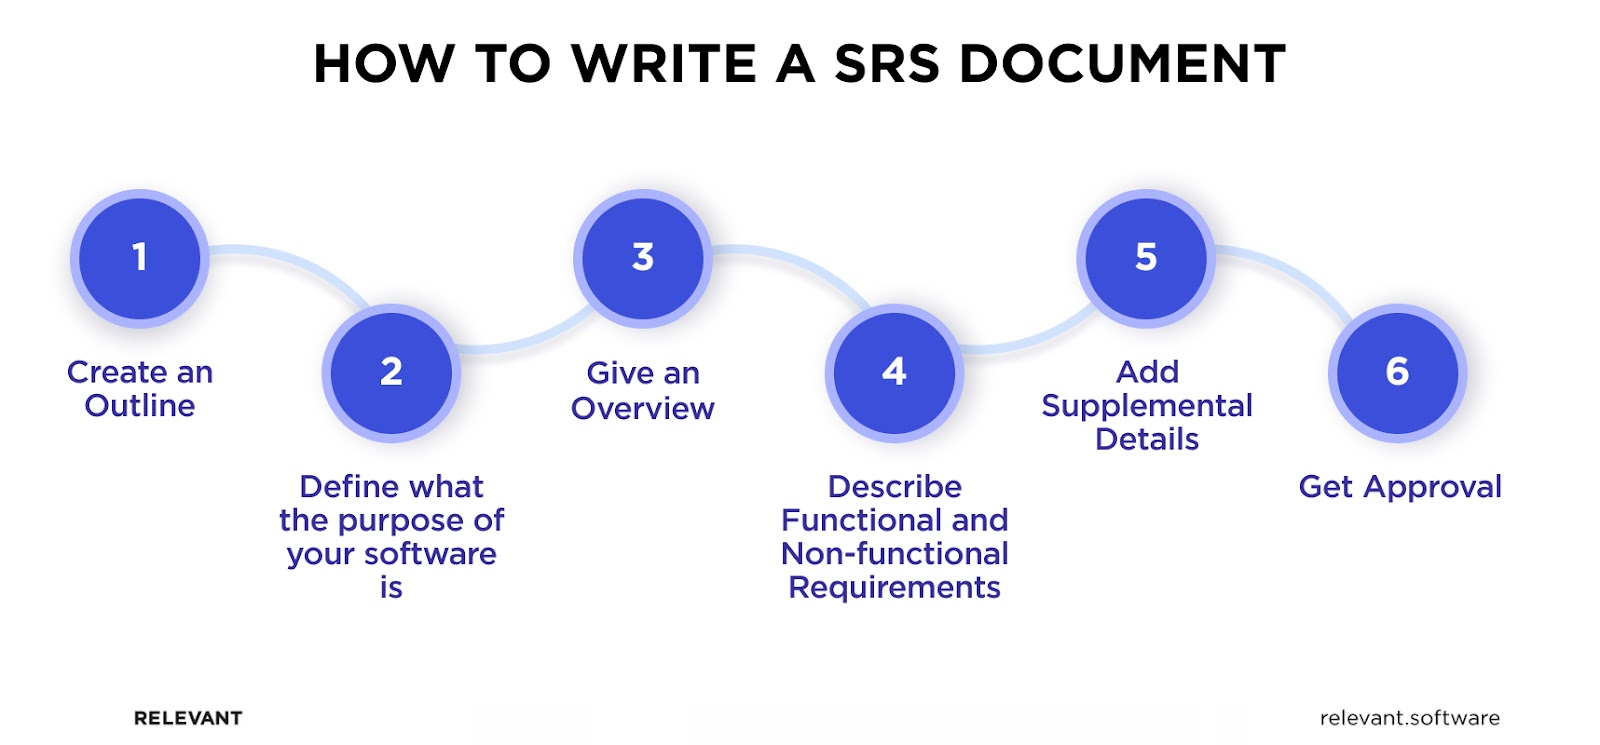 HOW TO WRITE A SRS DOCUMENT
1
Create an
Outline
2
Define what
the purpose of
your software
is
3
Give an
Overview
4
Describe
Functional and
Non-functional
Requirements
5
Add
Supplemental
Details
6
Get Approval
RELEVANT
relevant.software